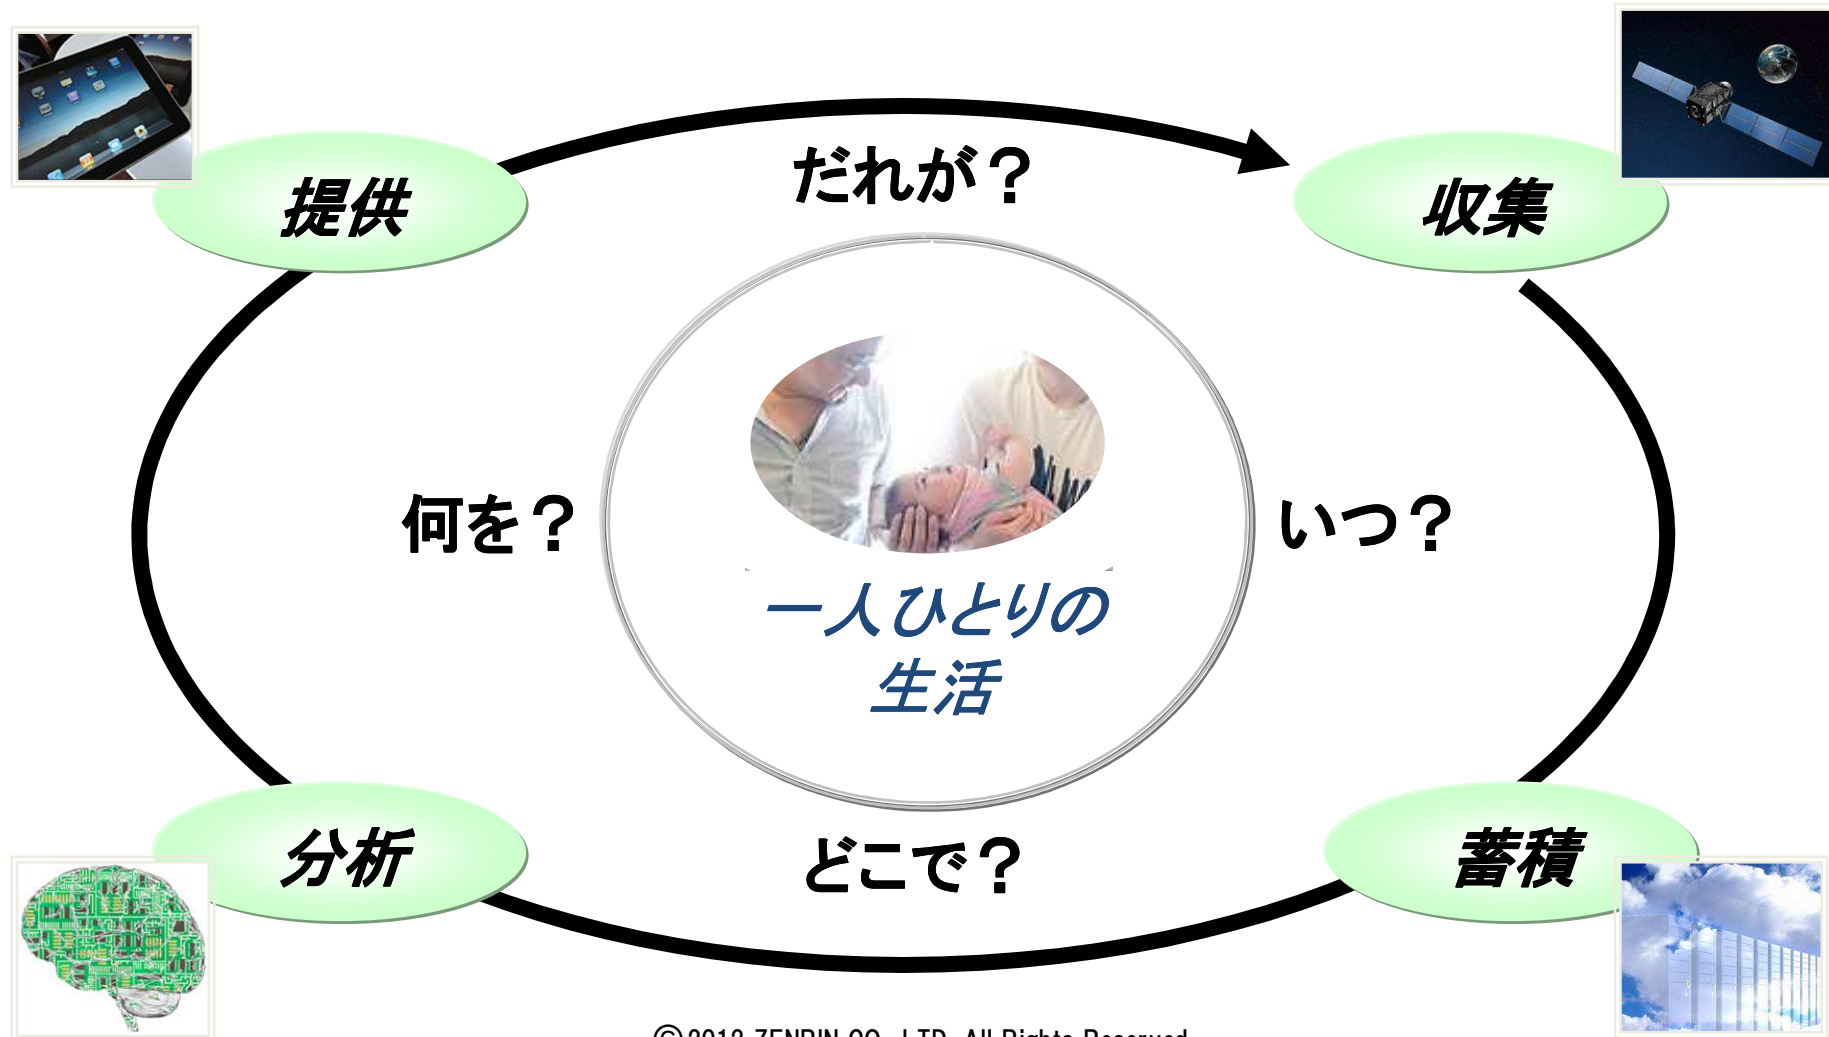 だれが？
提供
収集
何を？
いつ？
一人ひとりの
生活
分析
どこで？
蓄積
Ⓒ2012 ZENRIN CO., LTD. All Rights Reserved.